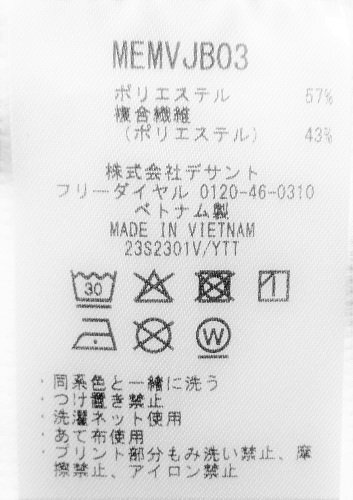 MEMVJB03
ポリエステル 57%
複合繊維
(ポリエステル) 43%
株式会社デサント
フリーダイヤル 0120-46-0310
ベトナム製
MADE IN VIETNAM
23S2301V/YTT
30
W
・同系色と一緒に洗う
・つけ置き禁止
・洗濯ネット使用
・あて布使用
・プリント部分もみ洗い禁止、摩
擦禁止、アイロン禁止